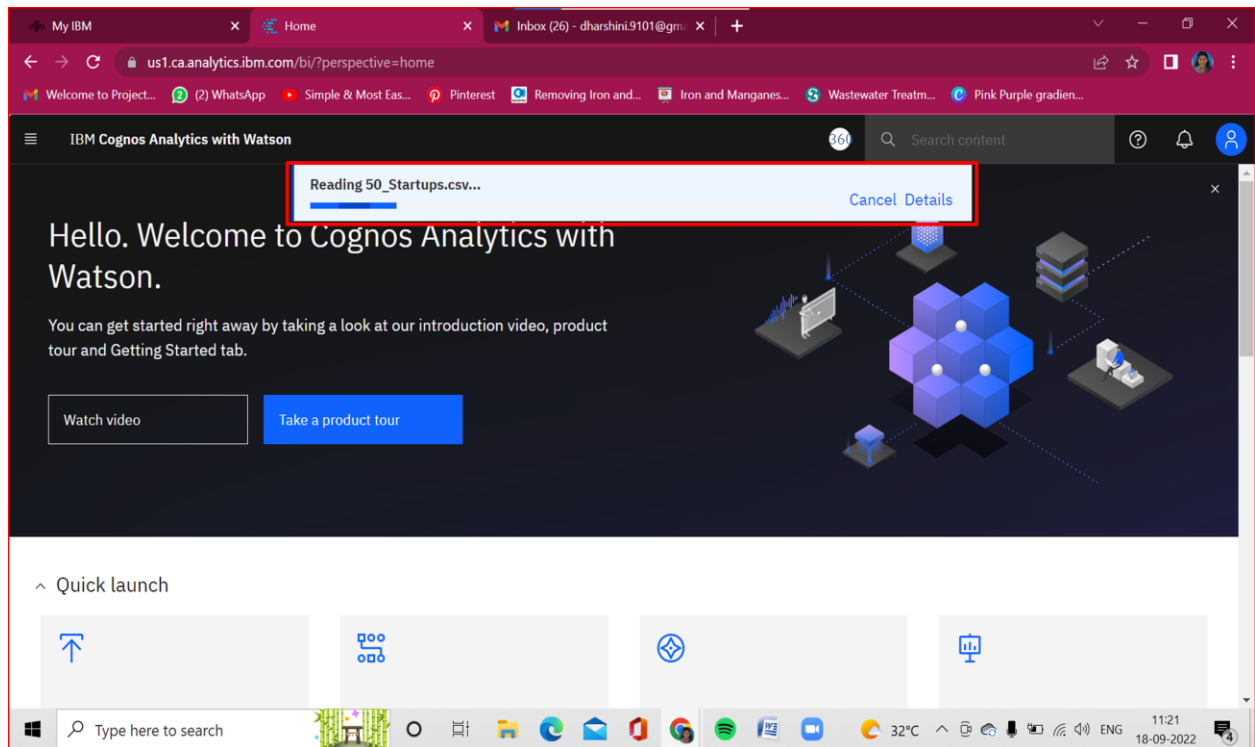 My IBM
Home
Inbox (26) - dharshini.9101@gm
us1.ca.analytics.ibm.com/bi/?perspective=home
Welcome to Project...
(2) WhatsApp
Simple & Most Eas...
Pinterest
Removing Iron and...
Iron and Manganes...
Wastewater Treatm...
Pink Purple gradien...
IBM Cognos Analytics with Watson
360
Search content
Reading 50_Startups.csv...
Cancel Details
Hello. Welcome to Cognos Analytics with
Watson.
You can get started right away by taking a look at our introduction video, product
tour and Getting Started tab.
Watch video
Take a product tour
Quick launch
Type here to search
32°C
ENG
11:21
18-09-2022
4